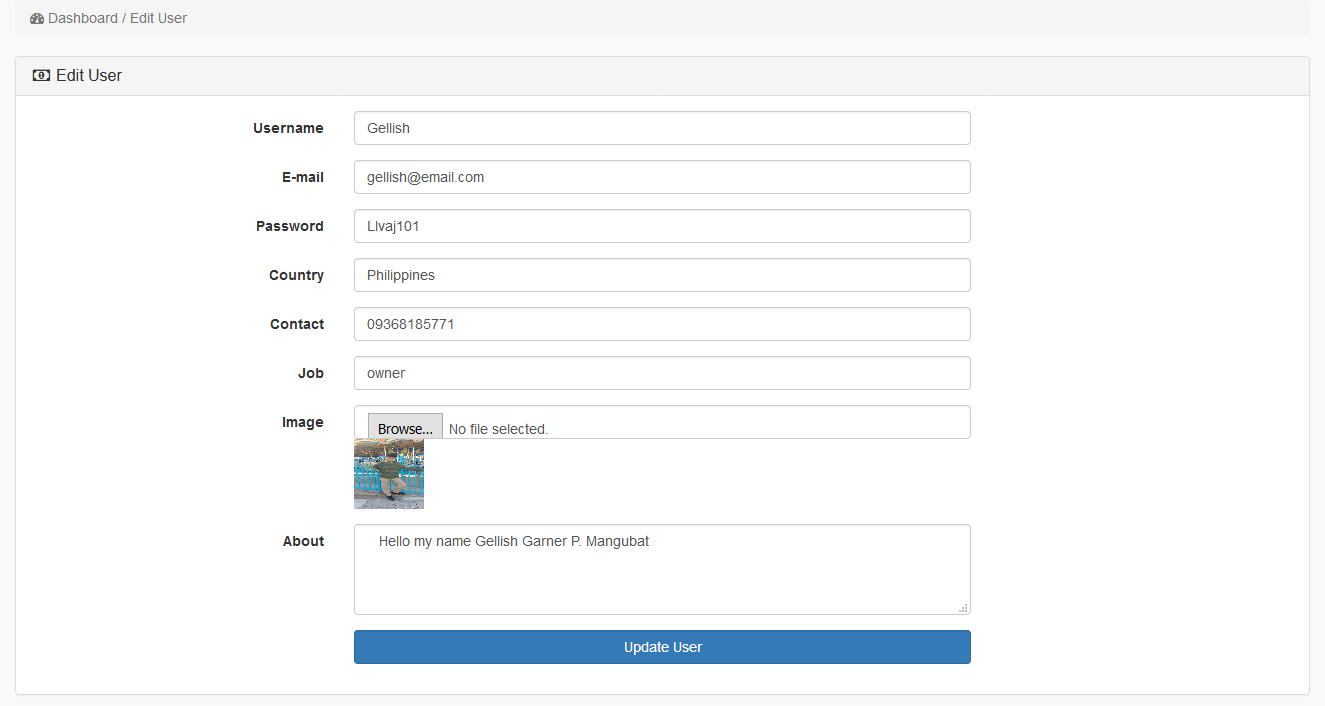 Dashboard / Edit User
Edit User
Username Gellish
E-mail gellish@email.com
Password Llvaj101
Country Philippines
Contact 09368185771
Job owner
Image Browse... No file selected.
About Hello my name Gellish Garner P. Mangubat
Update User